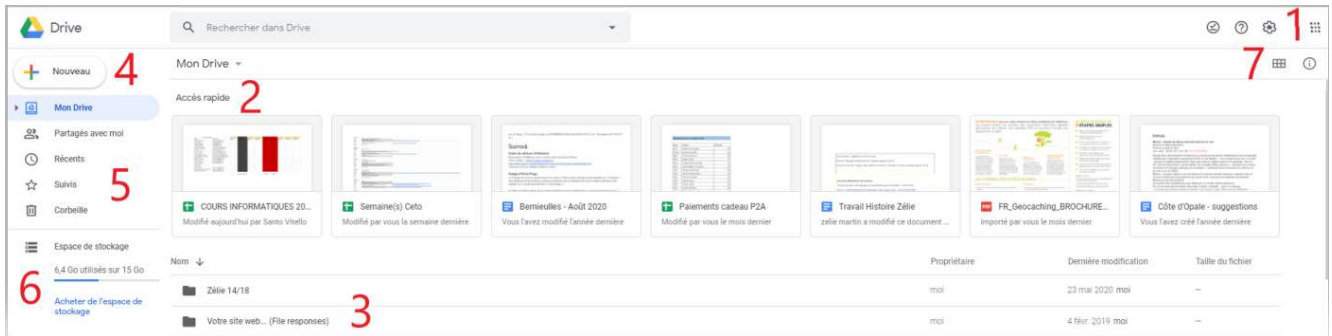 Drive
Rechercher dans Drive
1
Nouveau
4
Mon Drive
7
Accès rapide
2
Mon Drive
Partagés avec moi
Récents
Suivis
5
Corbeille
COURS INFORMATIQUES 20...
Modifié aujourd'hui par Santo Vitello
Semaine(s) Ceto
Modifié par vous la semaine dernière
Bernieulles - Août 2020
Vous l'avez modifié l'année dernière
Paiements cadeau P2A
Modifié par vous le mois dernier
Travail Histoire Zélie
zelie martin a modifié ce document ...
PDF
FR_Geocaching_BROCHURE...
Importé par vous le mois dernier
Côte d'Opale - suggestions
Vous l'avez créé l'année dernière
Espace de stockage
6,4 Go utilisés sur 15 Go
6
Acheter de l'espace de
stockage
Nom
Propriétaire
Dernière modification
Taille du fichier
Zélie 14/18
moi
23 mai 2020 moi
–
Votre site web... (File responses)
3
moi
4 févr. 2019 moi
–